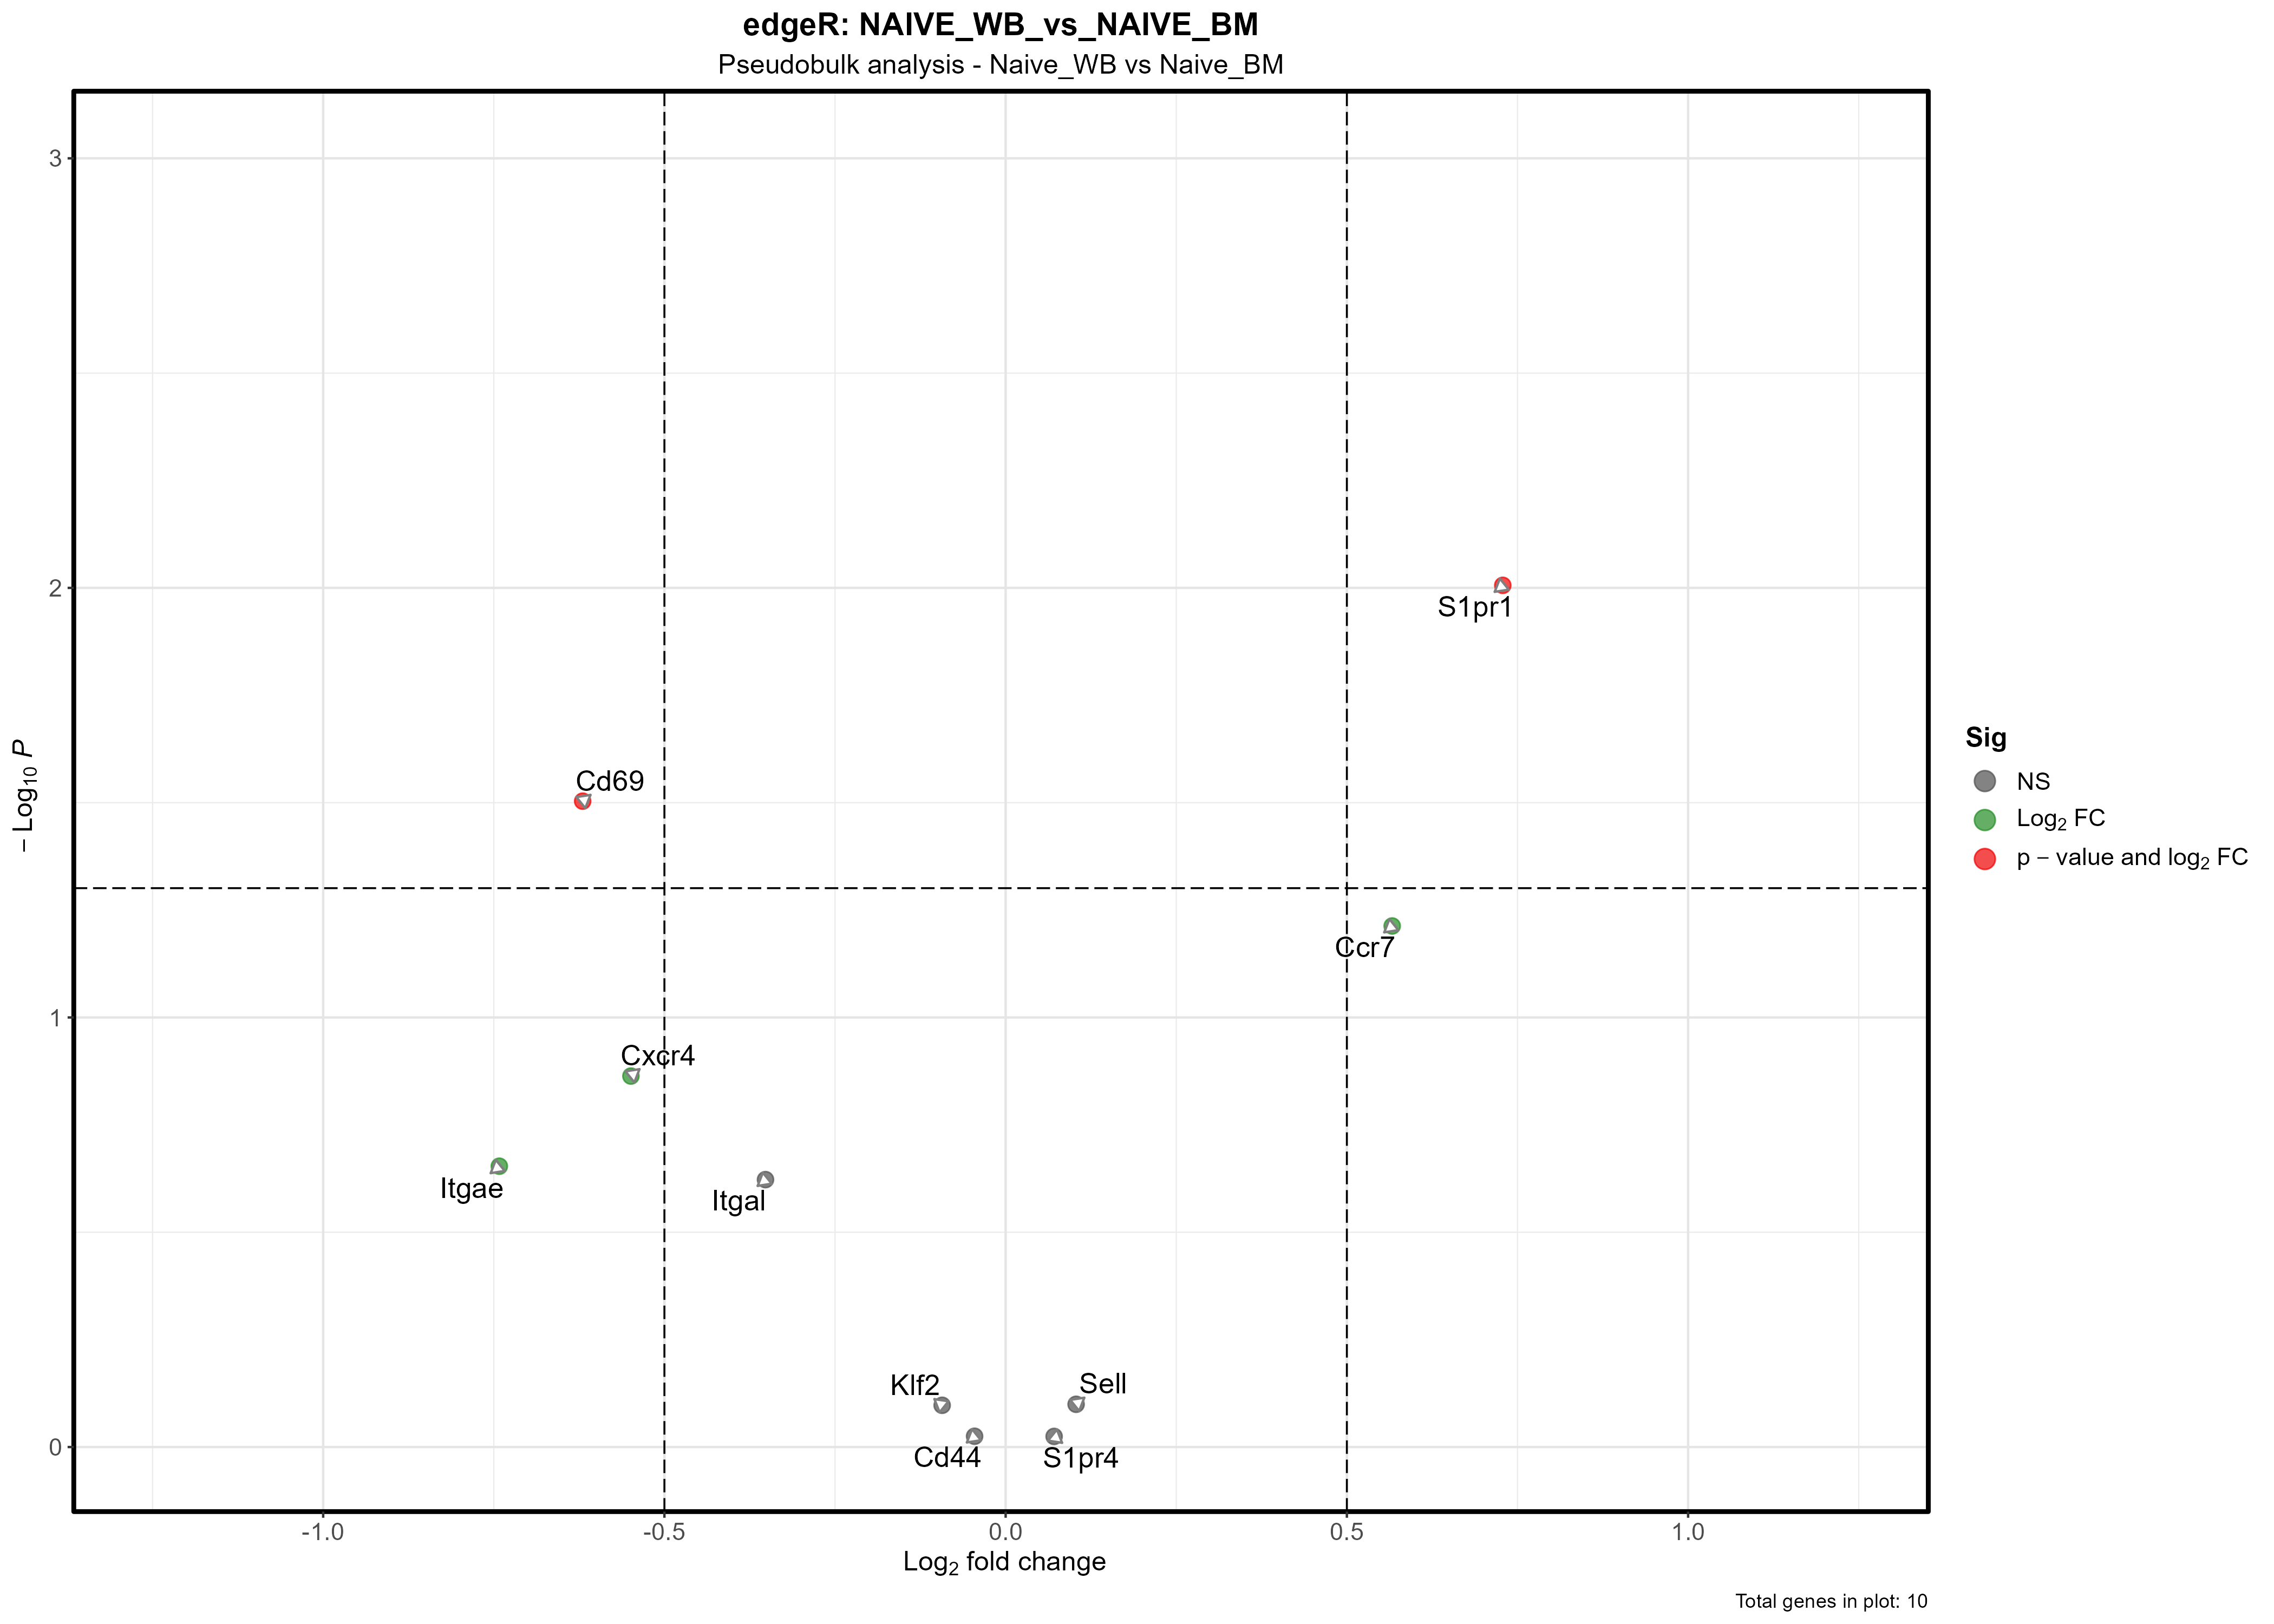 edgeR: NAIVE_WB_vs_NAIVE_BM
Pseudobulk analysis - Naive_WB vs Naive_BM
3
2
1
0
− Log10 P
S1pr1
Cd69
Ccr7
Cxcr4
Itgae
Itgal
Klf2
Sell
Cd44
S1pr4
-1.0
-0.5
0.0
0.5
1.0
Log2 fold change
Sig
NS
Log2 FC
p − value and log2 FC
Total genes in plot: 10